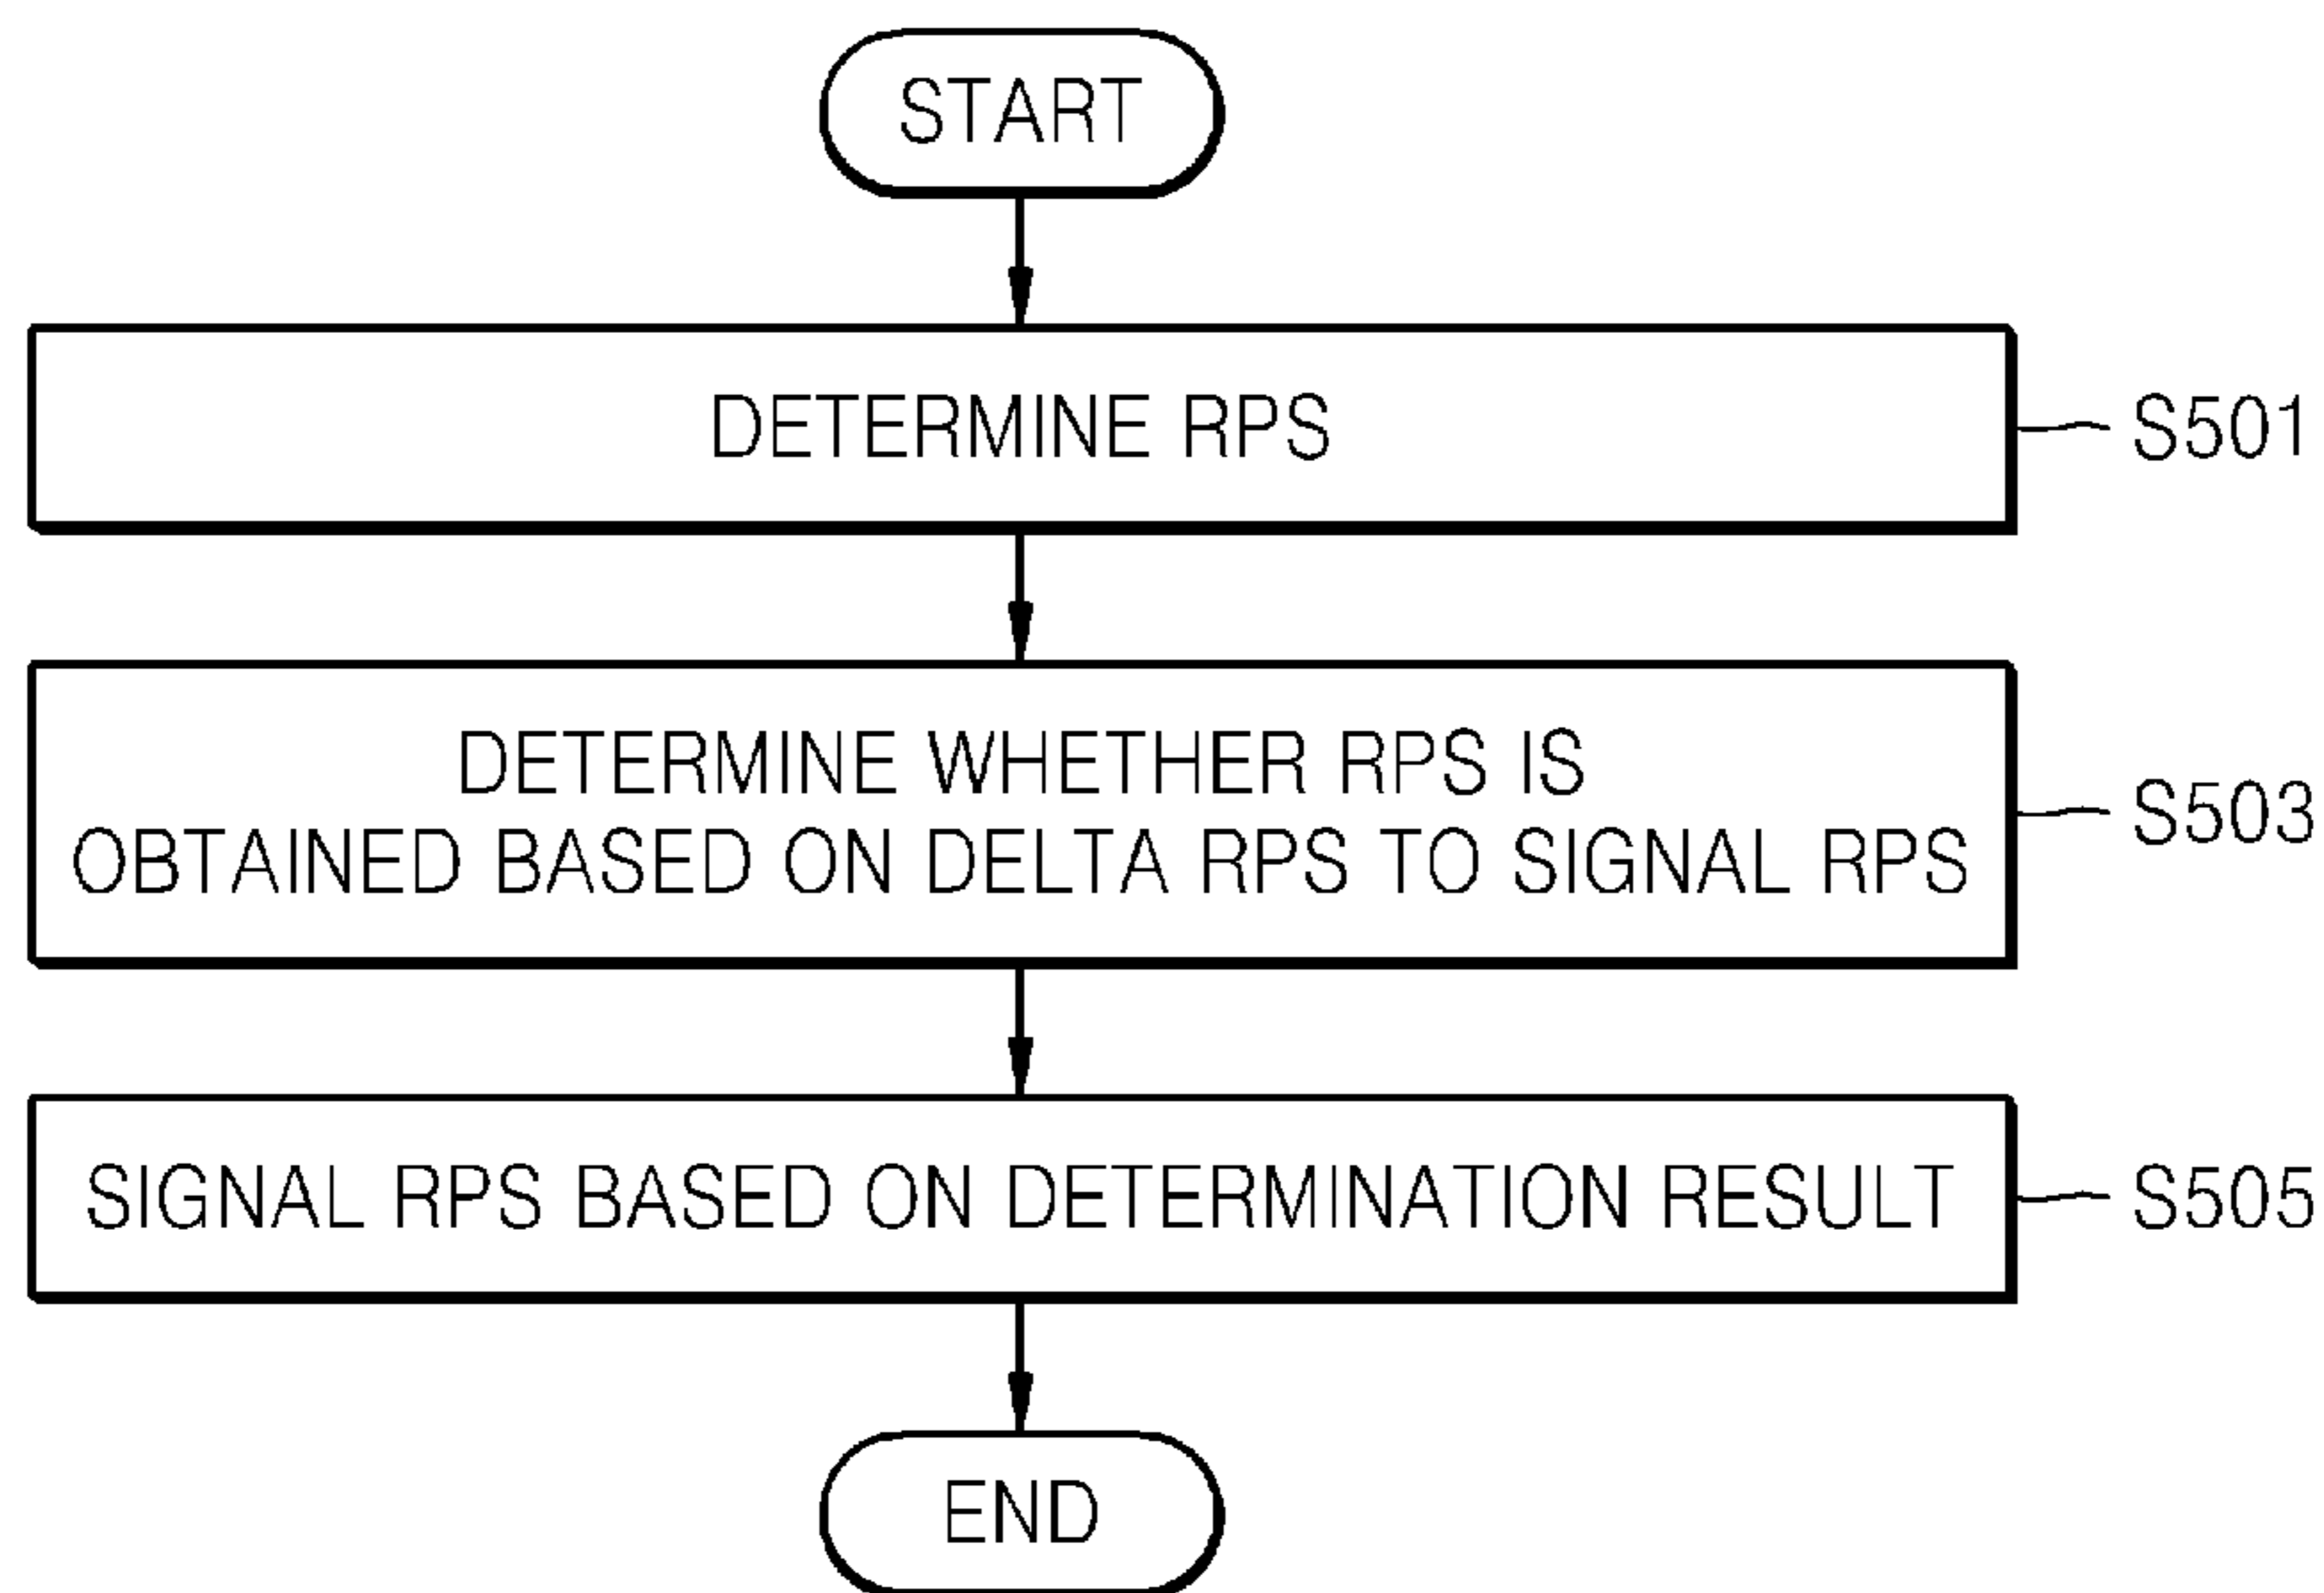 START
DETERMINE RPS
S501
DETERMINE WHETHER RPS IS
OBTAINED BASED ON DELTA RPS TO SIGNAL RPS
S503
SIGNAL RPS BASED ON DETERMINATION RESULT
S505
END